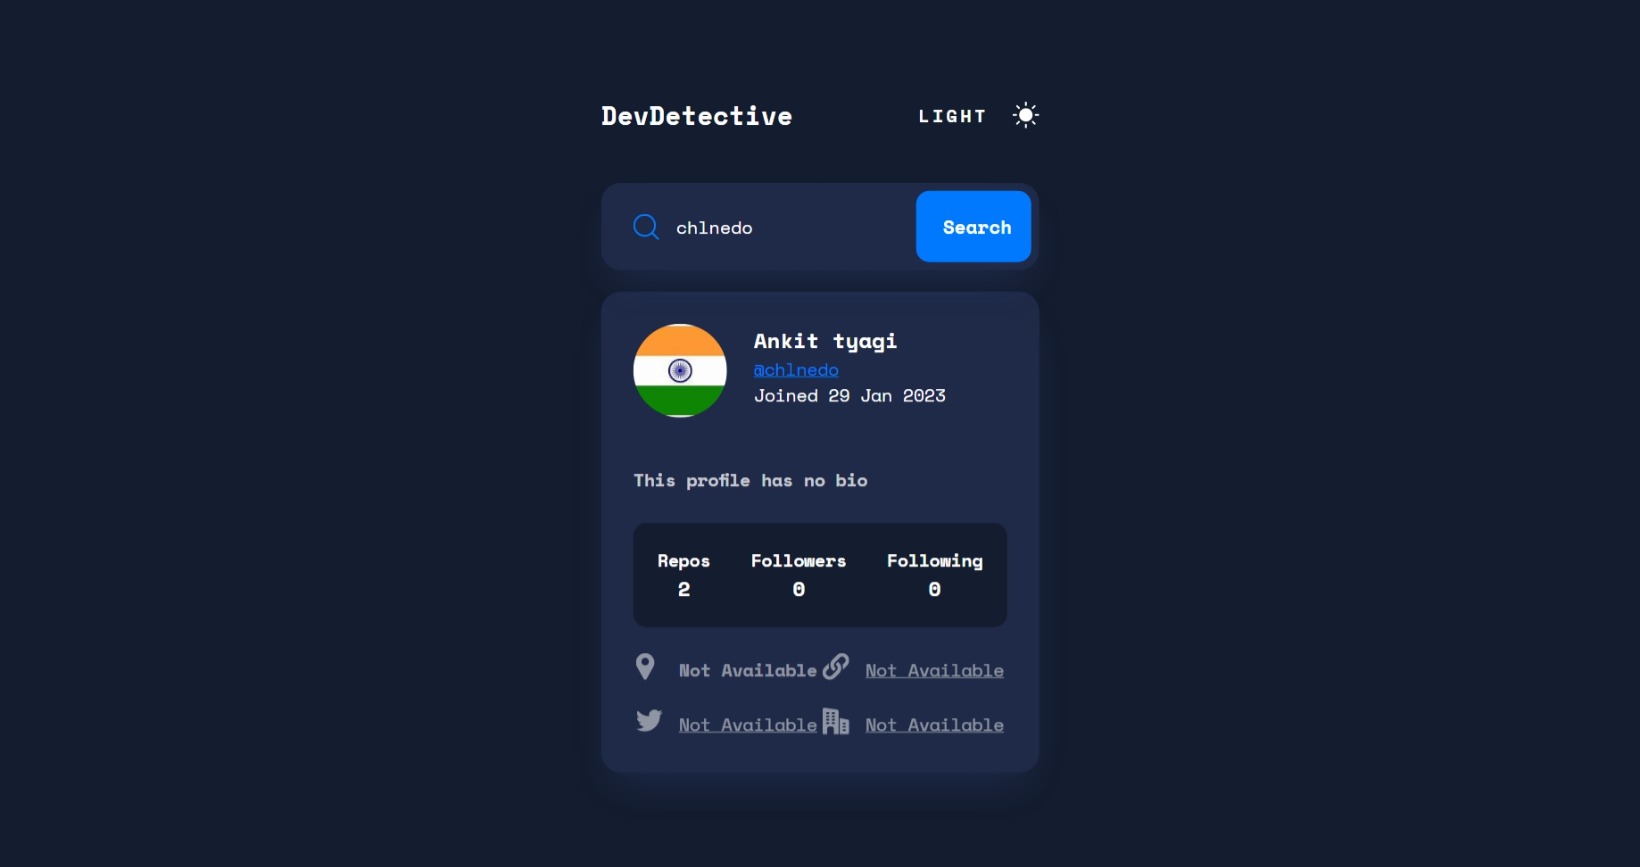 DevDetective LIGHT
chlnedo Search
Ankit tyagi
@chlnedo
Joined 29 Jan 2023
This profile has no bio
Repos Followers Following
2 0 0
Not Available Not Available
Not Available Not Available